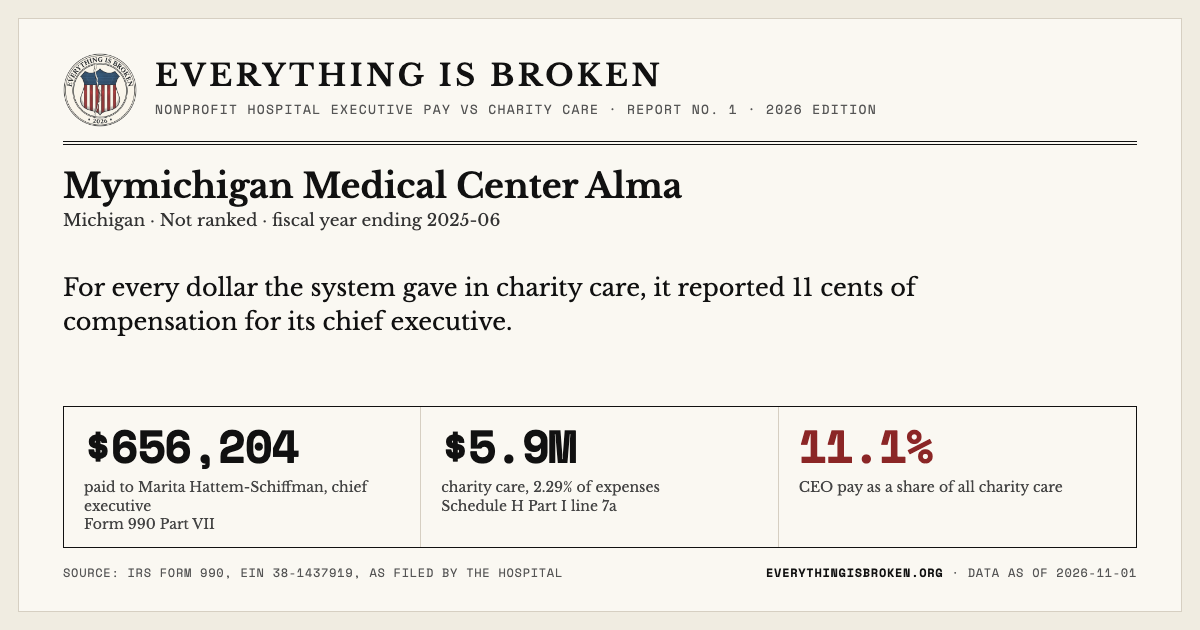 EVERYTHING IS BROKEN
2026
EVERYTHING IS BROKEN
NONPROFIT HOSPITAL EXECUTIVE PAY VS CHARITY CARE · REPORT NO. 1 · 2026 EDITION
Mymichigan Medical Center Alma
Michigan · Not ranked · fiscal year ending 2025-06
For every dollar the system gave in charity care, it reported 11 cents of
compensation for its chief executive.
$656,204
paid to Marita Hattem-Schiffman, chief
executive
Form 990 Part VII
$5.9M
charity care, 2.29% of expenses
Schedule H Part I line 7a
11.1%
CEO pay as a share of all charity care
SOURCE: IRS FORM 990, EIN 38-1437919, AS FILED BY THE HOSPITAL
EVERYTHINGISBROKEN.ORG · DATA AS OF 2026-11-01